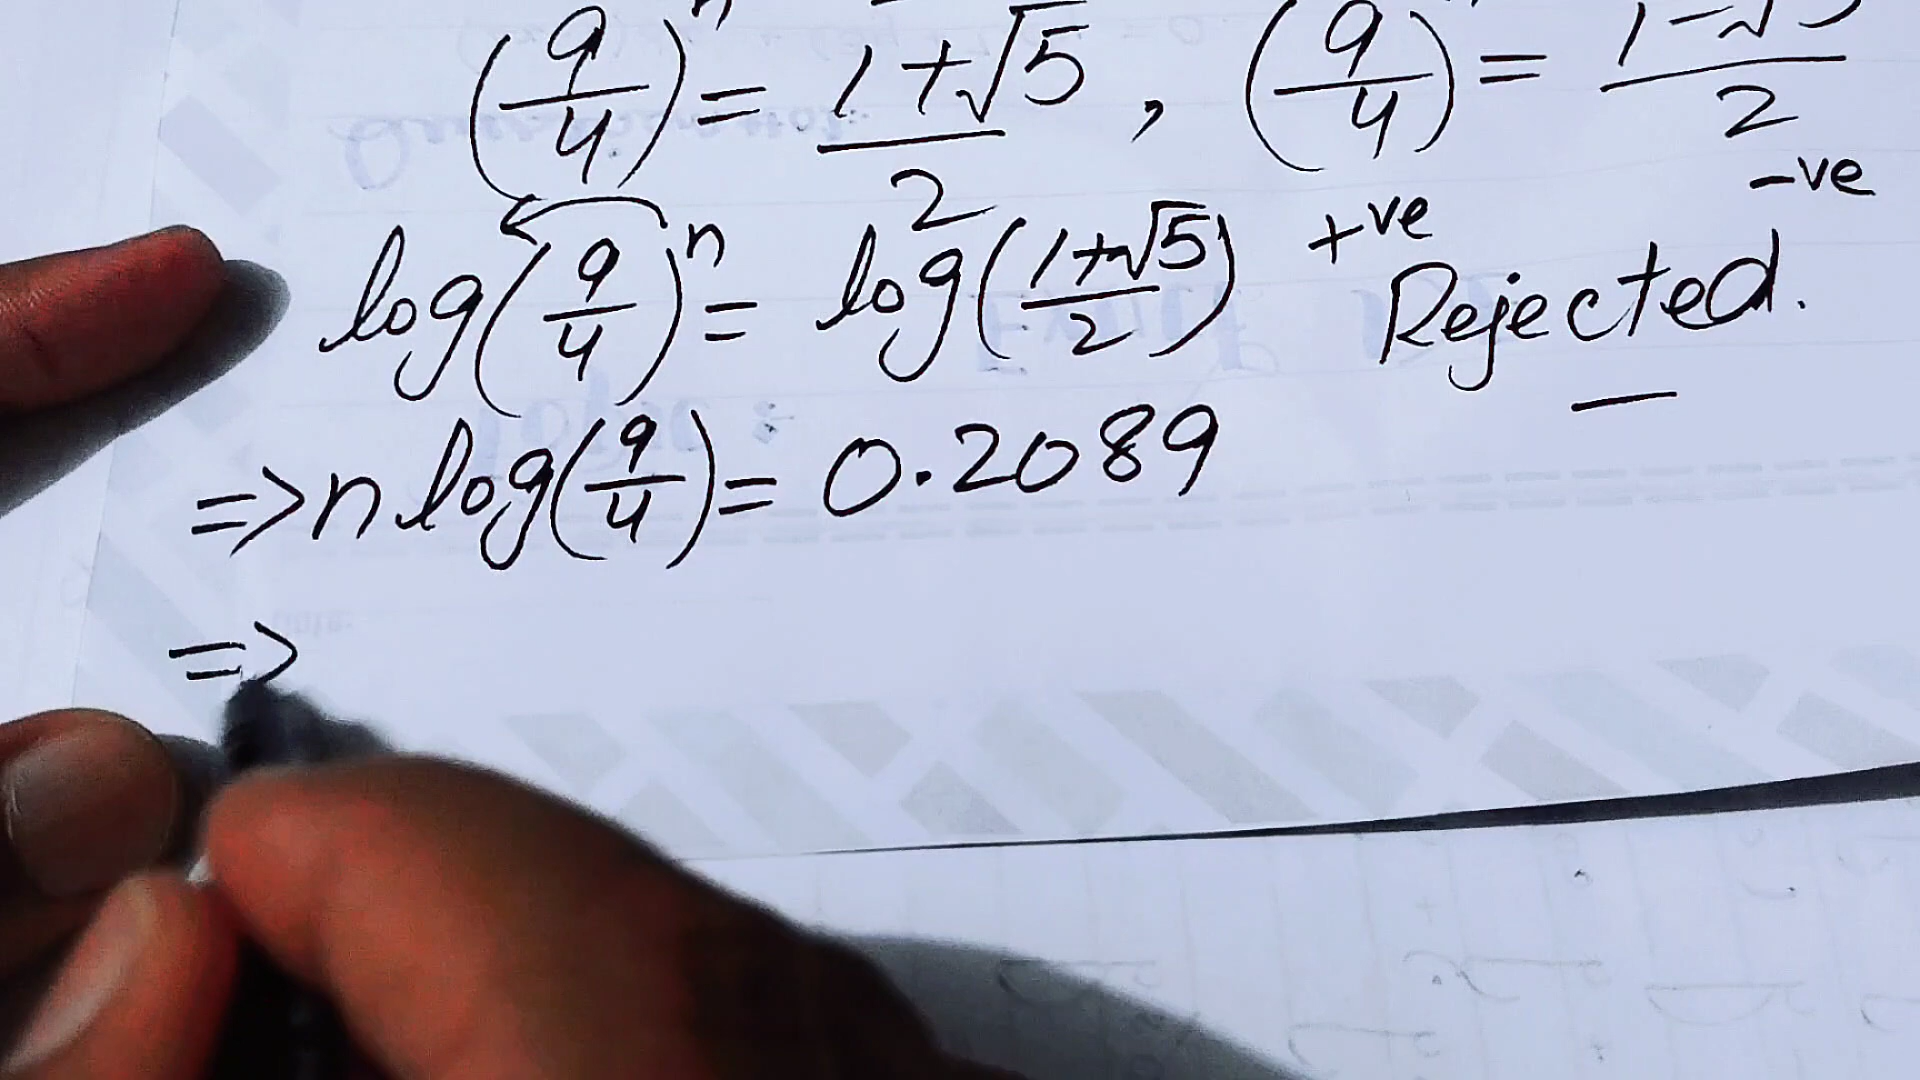 (9/4)^n = (1+√5)/2 , (9/4) = (1-√5)/2
+ve -ve
log(9/4)^n = log((1+√5)/2) Rejected.
=> n log(9/4) = 0.2089
=>